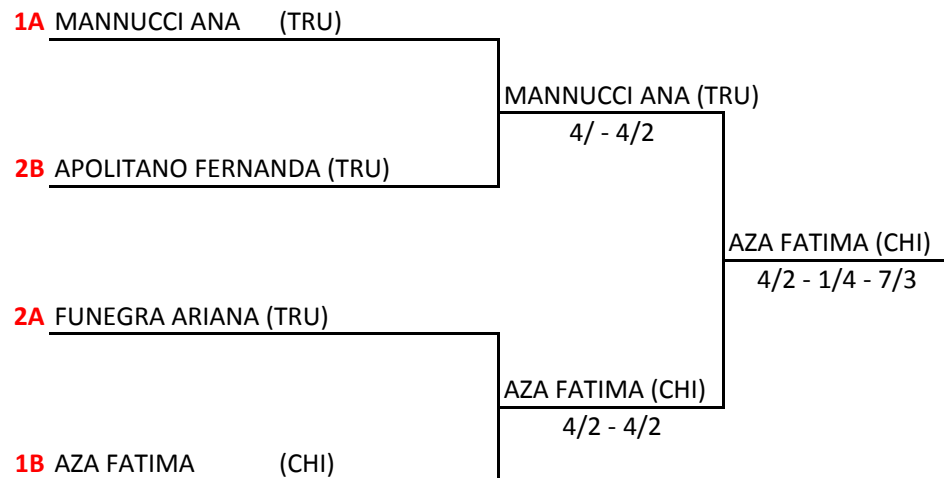 1A MANNUCCI ANA (TRU)
MANNUCCI ANA (TRU)
4/ - 4/2
2B APOLITANO FERNANDA (TRU)
AZA FATIMA (CHI)
4/2 - 1/4 - 7/3
2A FUNEGRA ARIANA (TRU)
AZA FATIMA (CHI)
4/2 - 4/2
1B AZA FATIMA (CHI)